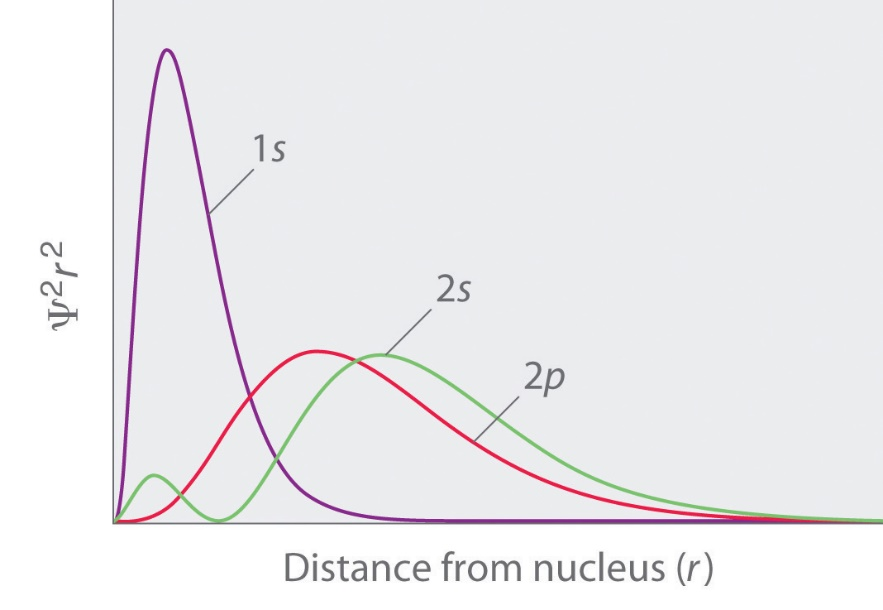 1s
2s
2p
Ψ²r²
Distance from nucleus (r)